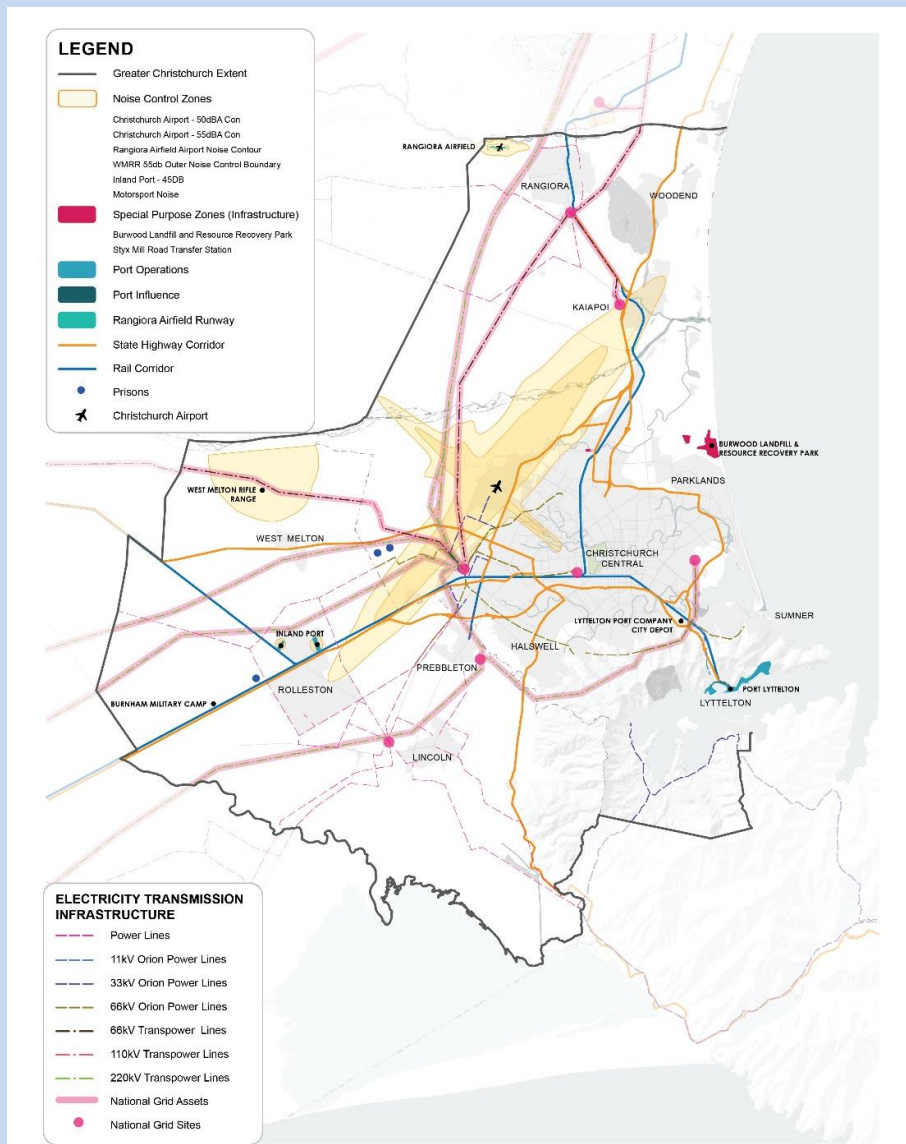 LEGEND
Greater Christchurch Extent
Noise Control Zones
Christchurch Airport - 50dBA Con
Christchurch Airport - 55dBA Con
Rangiora Airfield Airport Noise Contour
WMRR 55db Outer Noise Control Boundary
Inland Port - 45DB
Motorsport Noise
Special Purpose Zones (Infrastructure)
Burwood Landfill and Resource Recovery Park
Styx Mill Road Transfer Station
Port Operations
Port Influence
Rangiora Airfield Runway
State Highway Corridor
Rail Corridor
Prisons
Christchurch Airport
RANGIORA AIRFIELD
RANGIORA
WOODEND
KAIAPOI
BURWOOD LANDFILL &
RESOURCE RECOVERY PARK
PARKLANDS
WEST MELTON RIFLE
RANGE
WEST MELTON
CHRISTCHURCH
CENTRAL
SUMNER
LYTTELTON PORT COMPANY
CITY DEPOT
INLAND PORT
HALSWELL
PREBBLETON
ROLLESTON
PORT LYTTELTON
LYTTELTON
BURNHAM MILITARY CAMP
LINCOLN
ELECTRICITY TRANSMISSION
INFRASTRUCTURE
Power Lines
11kV Orion Power Lines
33kV Orion Power Lines
66kV Orion Power Lines
66kV Transpower Lines
110kV Transpower Lines
220kV Transpower Lines
National Grid Assets
National Grid Sites